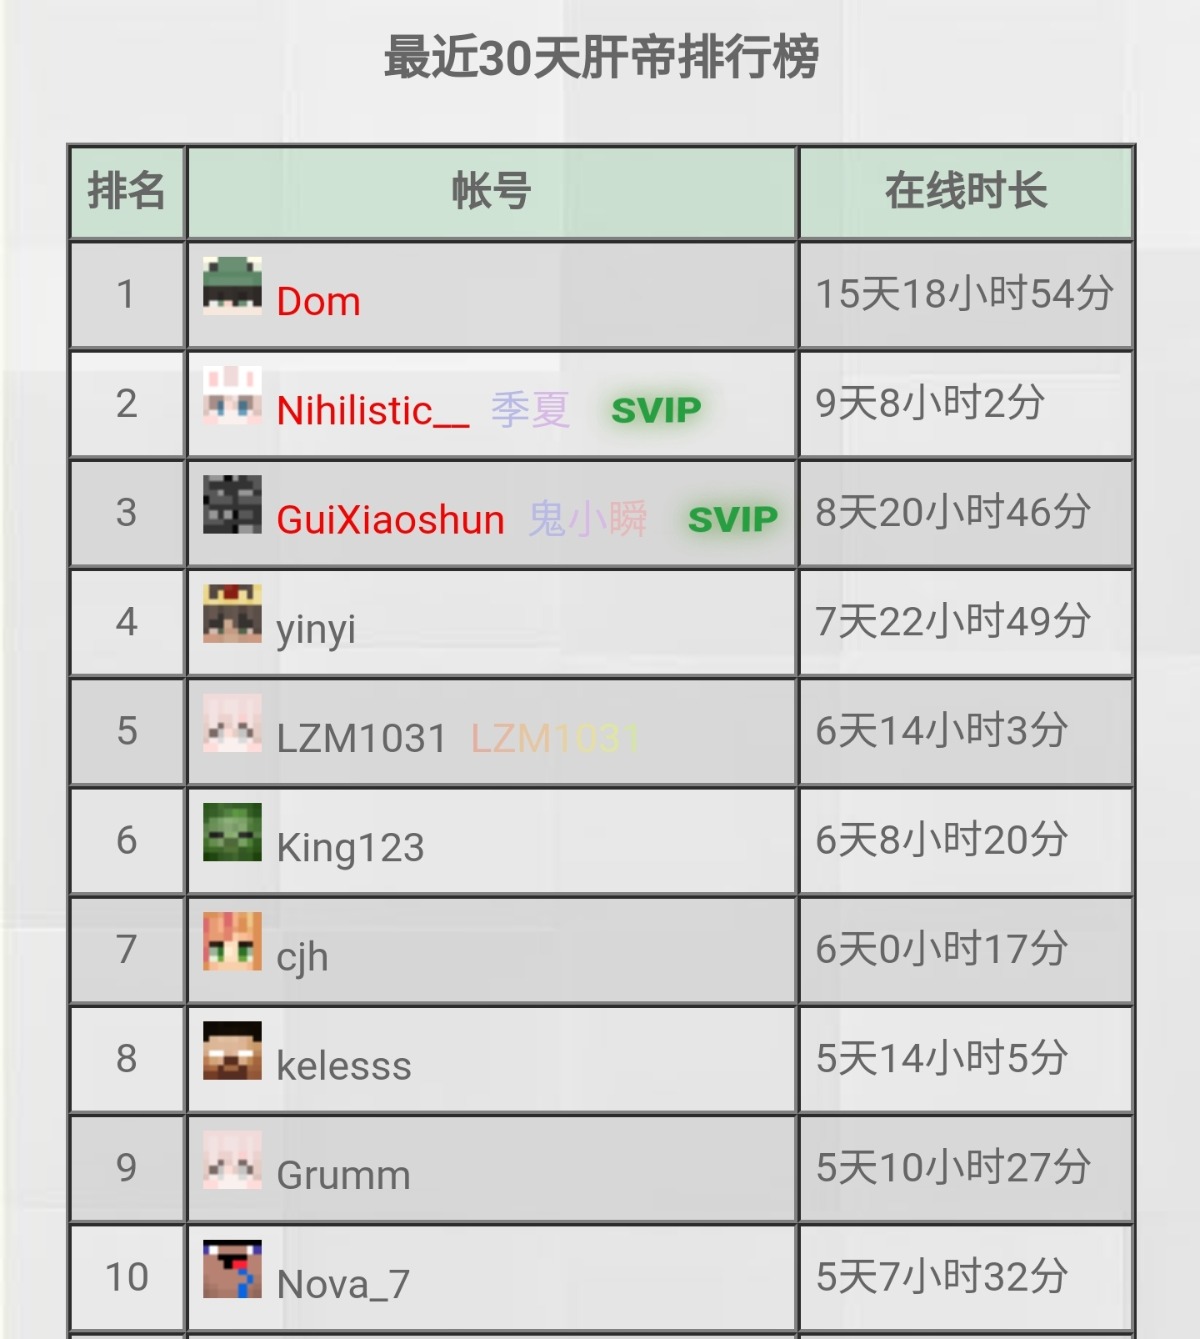 最近30天肝帝排行榜
排名 帐号 在线时长
1 Dom 15天18小时54分
2 Nihilistic__ 季夏 SVIP 9天8小时2分
3 GuiXiaoshun 鬼小瞬 SVIP 8天20小时46分
4 yinyi 7天22小时49分
5 LZM1031 LZM1031 6天14小时3分
6 King123 6天8小时20分
7 cjh 6天0小时17分
8 kelesss 5天14小时5分
9 Grumm 5天10小时27分
10 Nova_7 5天7小时32分